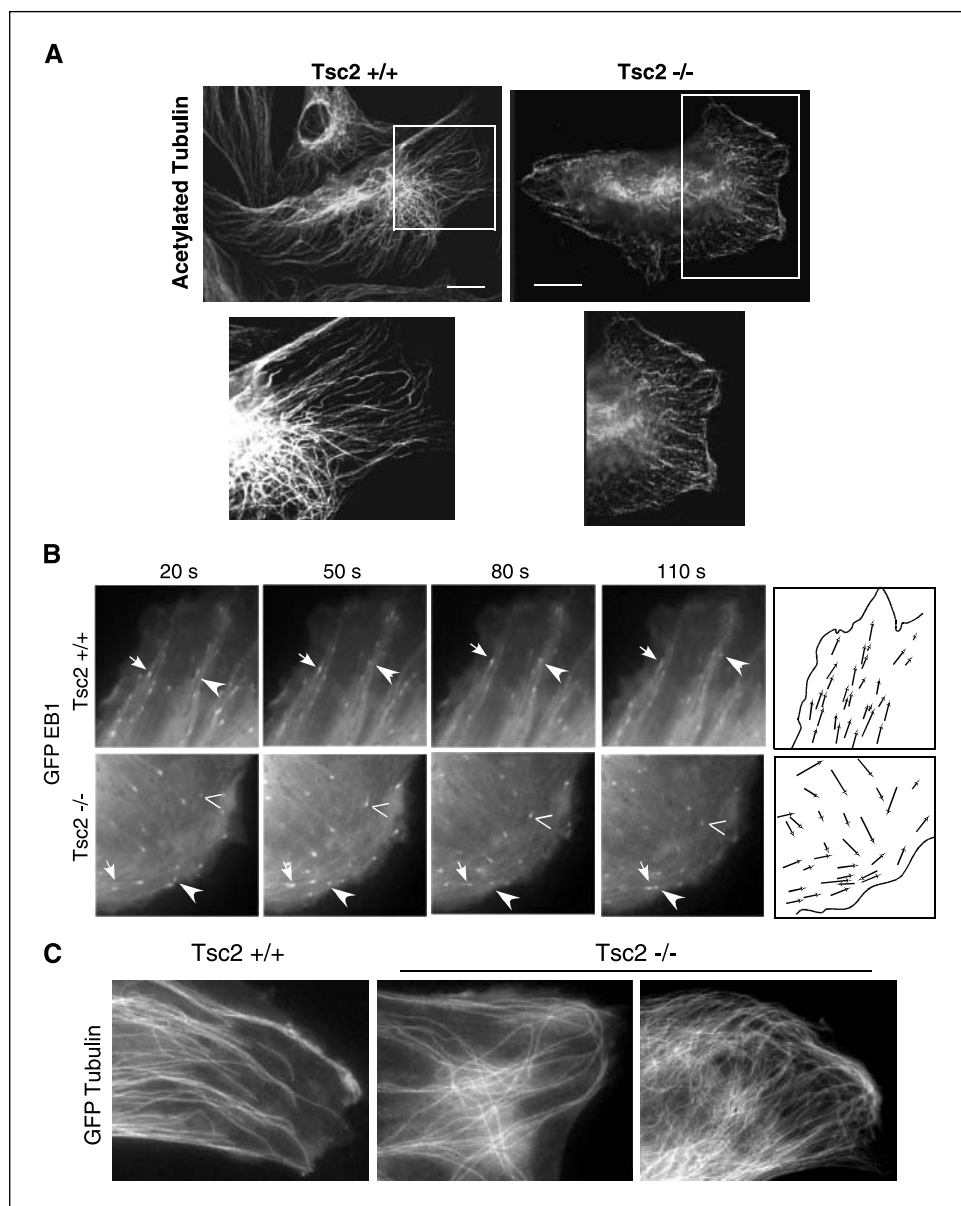 A
Tsc2 +/+
Tsc2 -/-
Acetylated Tubulin
B
20 s
50 s
80 s
110 s
GFP EB1
Tsc2 +/+
Tsc2 -/-
C
Tsc2 +/+
Tsc2 -/-
GFP Tubulin